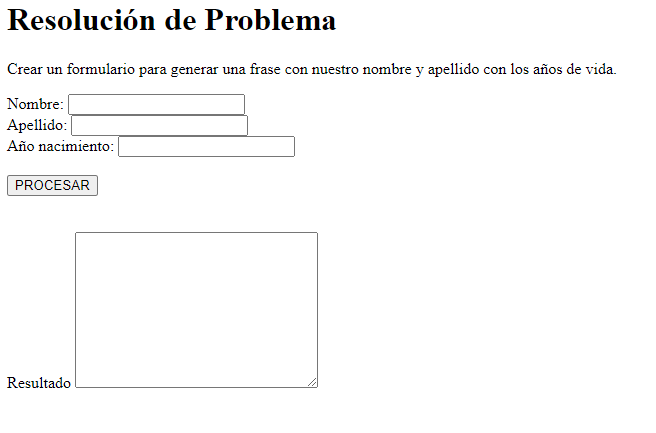 Resolución de Problema
Crear un formulario para generar una frase con nuestro nombre y apellido con los años de vida.
Nombre:
Apellido:
Año nacimiento:
PROCESAR
Resultado